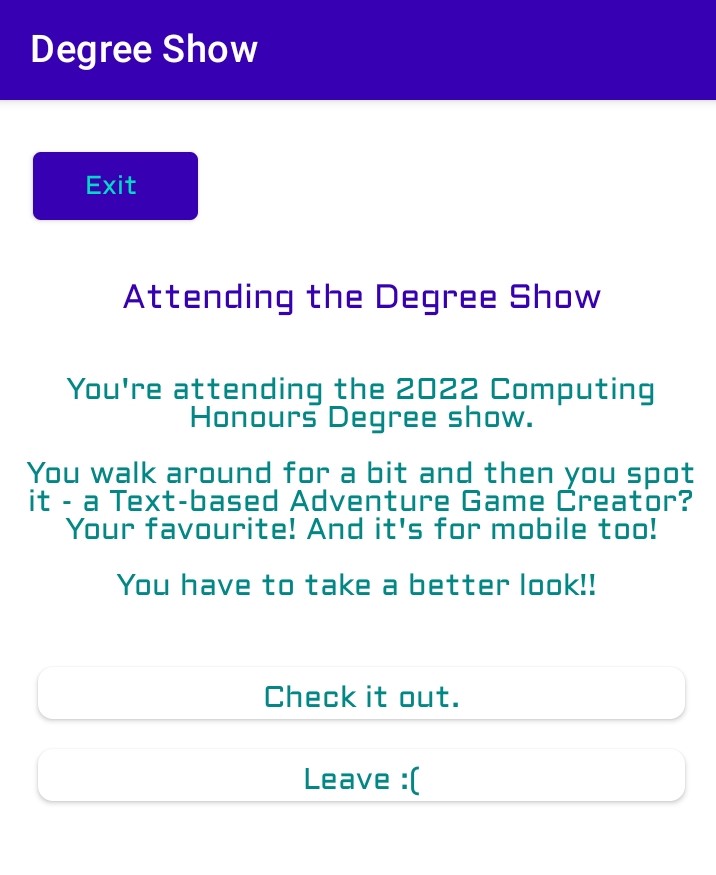 Degree Show
Exit
Attending the Degree Show
You're attending the 2022 Computing
Honours Degree show.
You walk around for a bit and then you spot
it - a Text-based Adventure Game Creator?
Your favourite! And it's for mobile too!
You have to take a better look!!
Check it out.
Leave :(